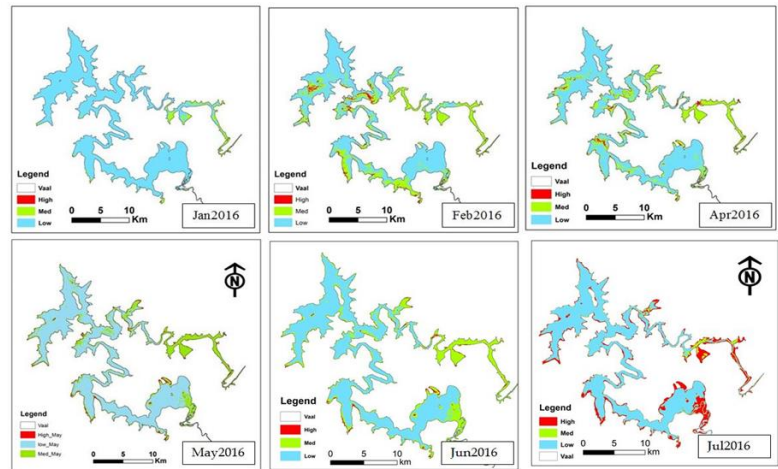 Legend
Vaal
High
Med
Low
0 5 10
Km
Jan2016
Legend
Vaal
High
Med
Low
0 5 10
Km
Feb2016
Legend
Vaal
High
Med
Low
0 5 10
Km
Apr2016
N
Legend
Vaal
High_May
low_May
Med_May
0 5 10
Km
May2016
Legend
Vaal
High
Med
Low
0 5 10
km
Jun2016
N
Legend
High
Med
Low
Vaal
0 5 10
km
Jul2016